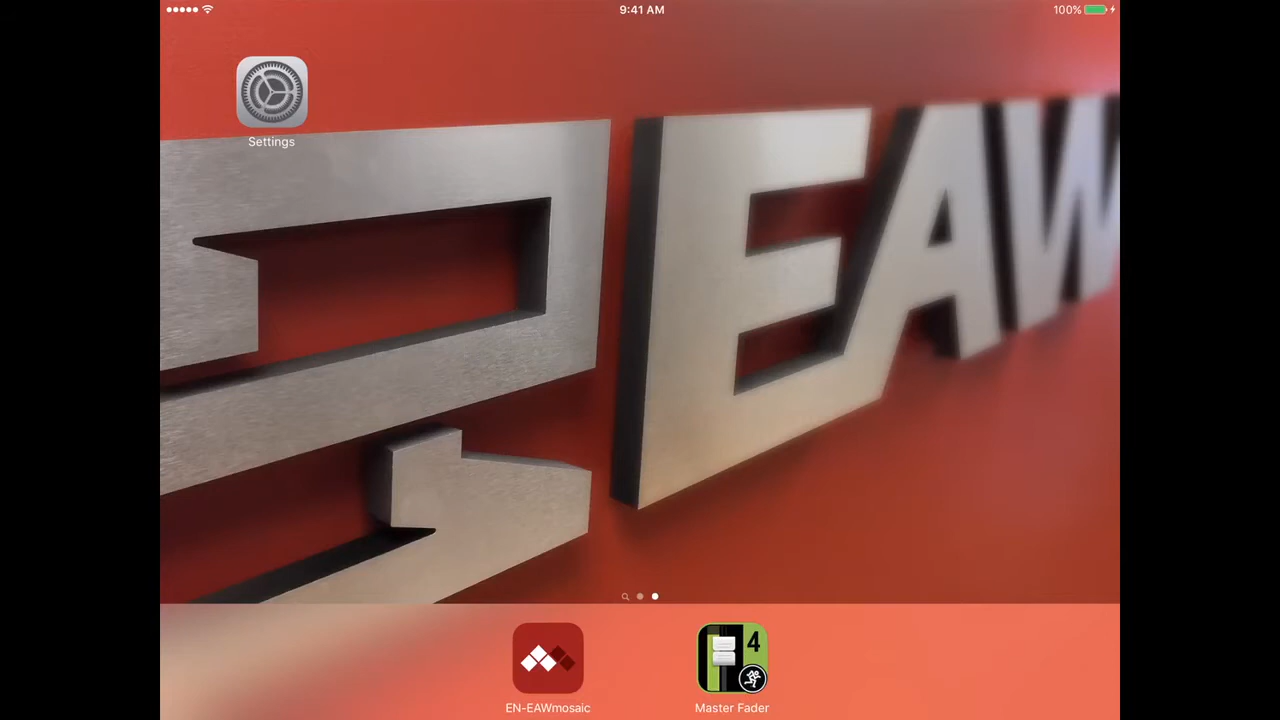 9:41 AM
100%
Settings
EAW
4
EN-EAWmosaic
Master Fader